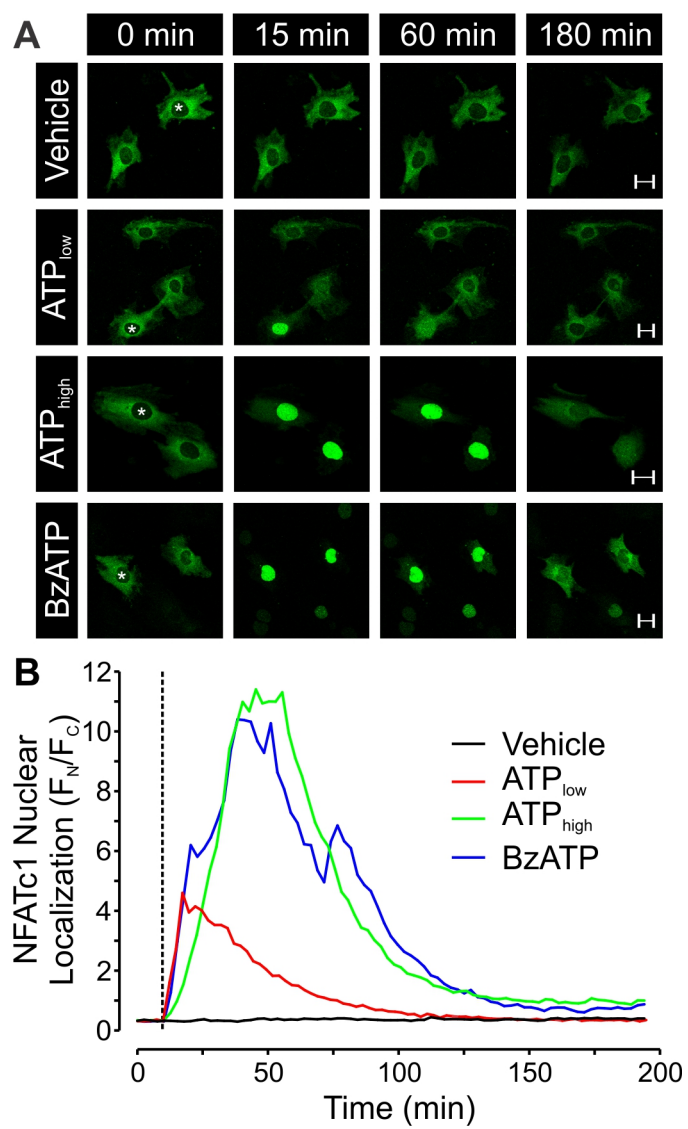 A
0 min 15 min 60 min 180 min
Vehicle
*
ATPlow
*
ATPhigh
*
BzATP
*
B
NFATc1 Nuclear
Localization (FN/FC)
12
10
8
6
4
2
0
Vehicle
ATPlow
ATPhigh
BzATP
0 50 100 150 200
Time (min)